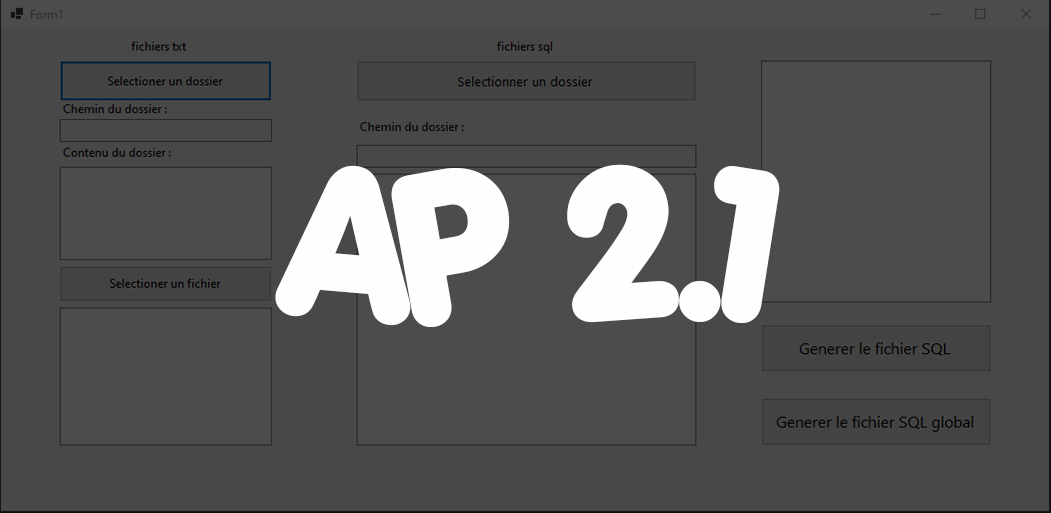 Form1
fichiers txt
Selectioner un dossier
Chemin du dossier :
Contenu du dossier :
Selectioner un fichier
fichiers sql
Selectionner un dossier
Chemin du dossier :
AP 2.1
Generer le fichier SQL
Generer le fichier SQL global